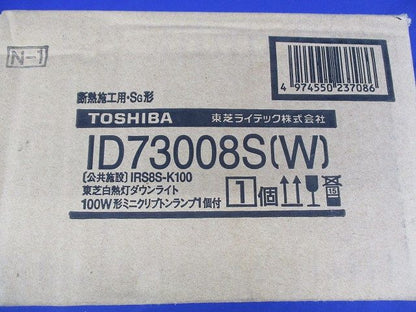 N-1
4 974550 237086
断熱施工用・SG形
TOSHIBA 東芝ライテック株式会社
ID73008S(W)
〔公共施設〕IRS8S-K100
東芝白熱灯ダウンライト
100W形ミニクリプトンランプ1個付
1個